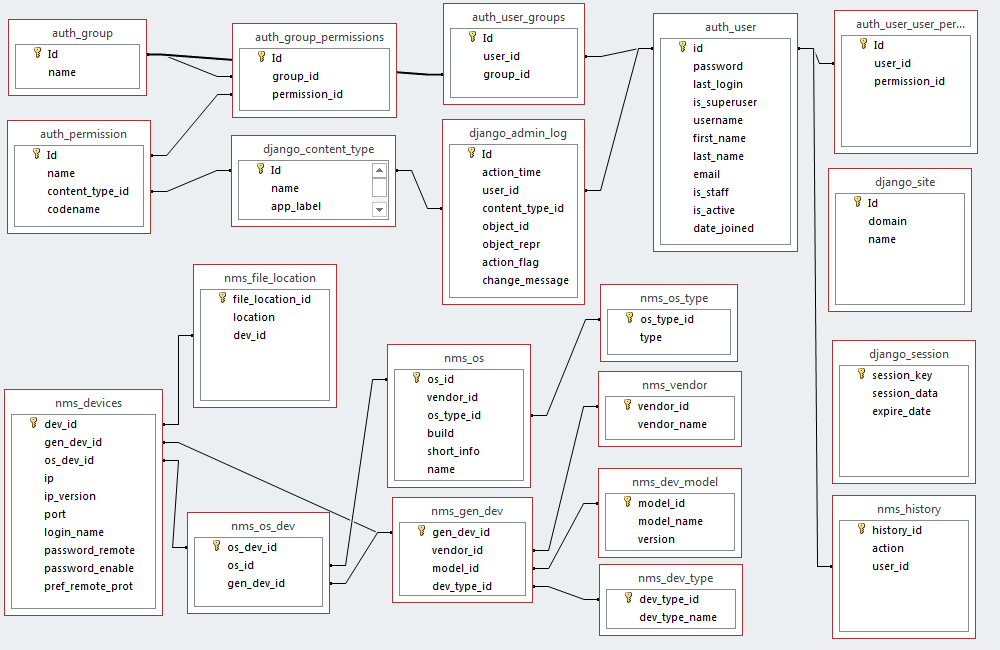 auth_group
Id
name
auth_group_permissions
Id
group_id
permission_id
auth_user_groups
Id
user_id
group_id
auth_user
id
password
last_login
is_superuser
username
first_name
last_name
email
is_staff
is_active
date_joined
auth_user_user_per...
Id
user_id
permission_id
auth_permission
Id
name
content_type_id
codename
django_content_type
Id
name
app_label
django_admin_log
Id
action_time
user_id
content_type_id
object_id
object_repr
action_flag
change_message
django_site
Id
domain
name
nms_file_location
file_location_id
location
dev_id
nms_os_type
os_type_id
type
django_session
session_key
session_data
expire_date
nms_devices
dev_id
gen_dev_id
os_dev_id
ip
ip_version
port
login_name
password_remote
password_enable
pref_remote_prot
nms_os
os_id
vendor_id
os_type_id
build
short_info
name
nms_vendor
vendor_id
vendor_name
nms_dev_model
model_id
model_name
version
nms_os_dev
os_dev_id
os_id
gen_dev_id
nms_gen_dev
gen_dev_id
vendor_id
model_id
dev_type_id
nms_dev_type
dev_type_id
dev_type_name
nms_history
history_id
action
user_id